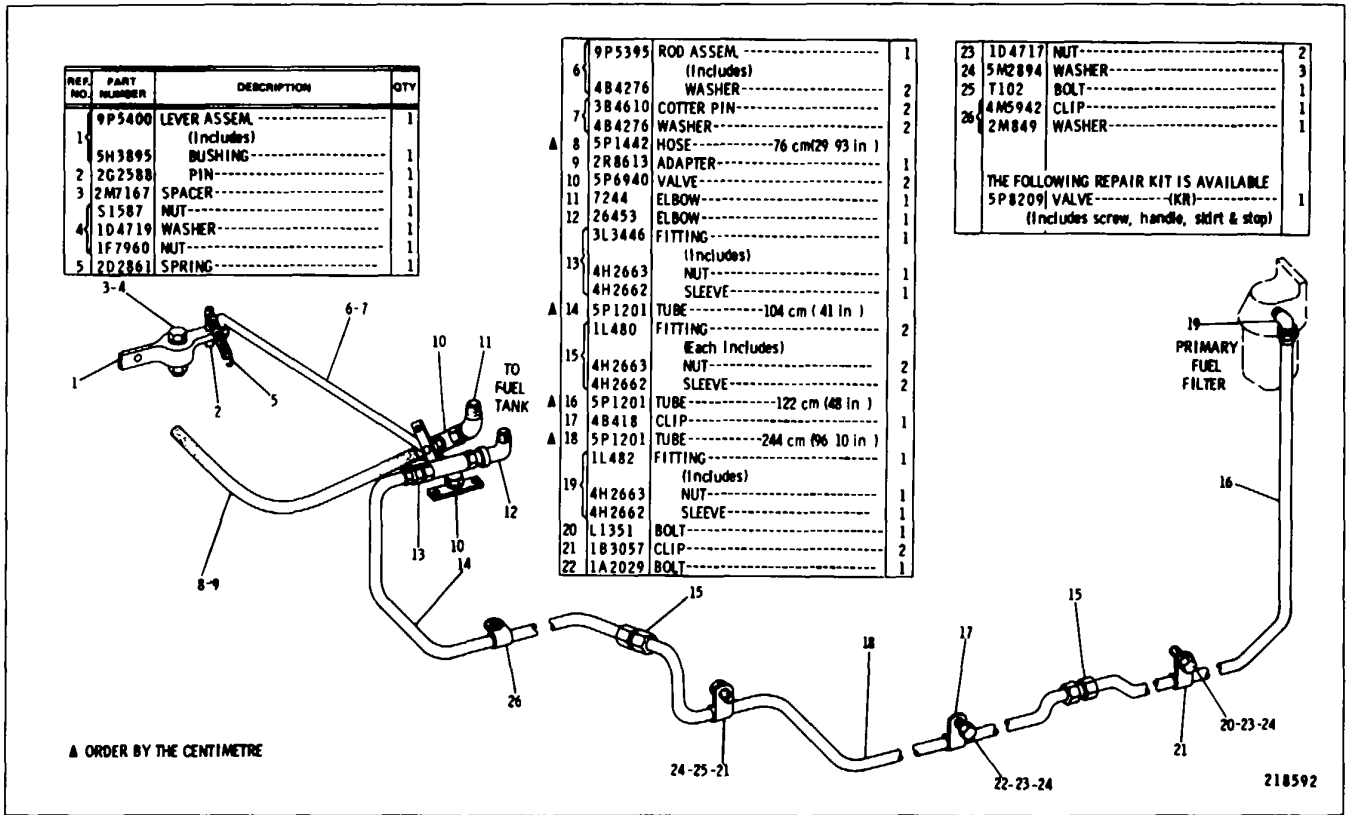 REF. NO. PART NUMBER DESCRIPTION QTY
9P5400 LEVER ASSEM. 1
1 (Includes)
5H3895 BUSHING 1
2 2G2588 PIN 1
3 2M7167 SPACER 1
S1587 NUT 1
4 1D4719 WASHER 1
1F7960 NUT 1
5 2D2861 SPRING 1
9P5395 ROD ASSEM. 1
6 (Includes)
4B4276 WASHER 2
7 3B4610 COTTER PIN 2
4B4276 WASHER 2
▲ 8 5P1442 HOSE 76 cm(29 93 in )
9 2R8613 ADAPTER 1
10 5P6940 VALVE 2
11 7244 ELBOW 1
12 26453 ELBOW 1
3L3446 FITTING 1
13 (Includes)
4H2663 NUT 1
4H2662 SLEEVE 1
▲ 14 5P1201 TUBE 104 cm ( 41 in )
1L480 FITTING 2
15 (Each Includes)
4H2663 NUT 2
4H2662 SLEEVE 2
▲ 16 5P1201 TUBE 122 cm (48 in )
17 4B418 CLIP 1
▲ 18 5P1201 TUBE 244 cm (96 10 in )
1L482 FITTING 1
19 (Includes)
4H2663 NUT 1
4H2662 SLEEVE 1
20 L1351 BOLT 1
21 1B3057 CLIP 2
22 1A2029 BOLT 1
23 1D4717 NUT 2
24 5M2894 WASHER 3
25 T102 BOLT 1
26 4M5942 CLIP 1
2M849 WASHER 1
THE FOLLOWING REPAIR KIT IS AVAILABLE
5P8209 VALVE (KR) 1
(Includes screw, handle, skirt & stop)
3-4
6-7
10
11
TO
FUEL
TANK
1
2
5
12
13
10
8-9
14
26
15
18
24-25-21
17
22-23-24
15
21
20-23-24
16
19
PRIMARY
FUEL
FILTER
▲ ORDER BY THE CENTIMETRE
218592